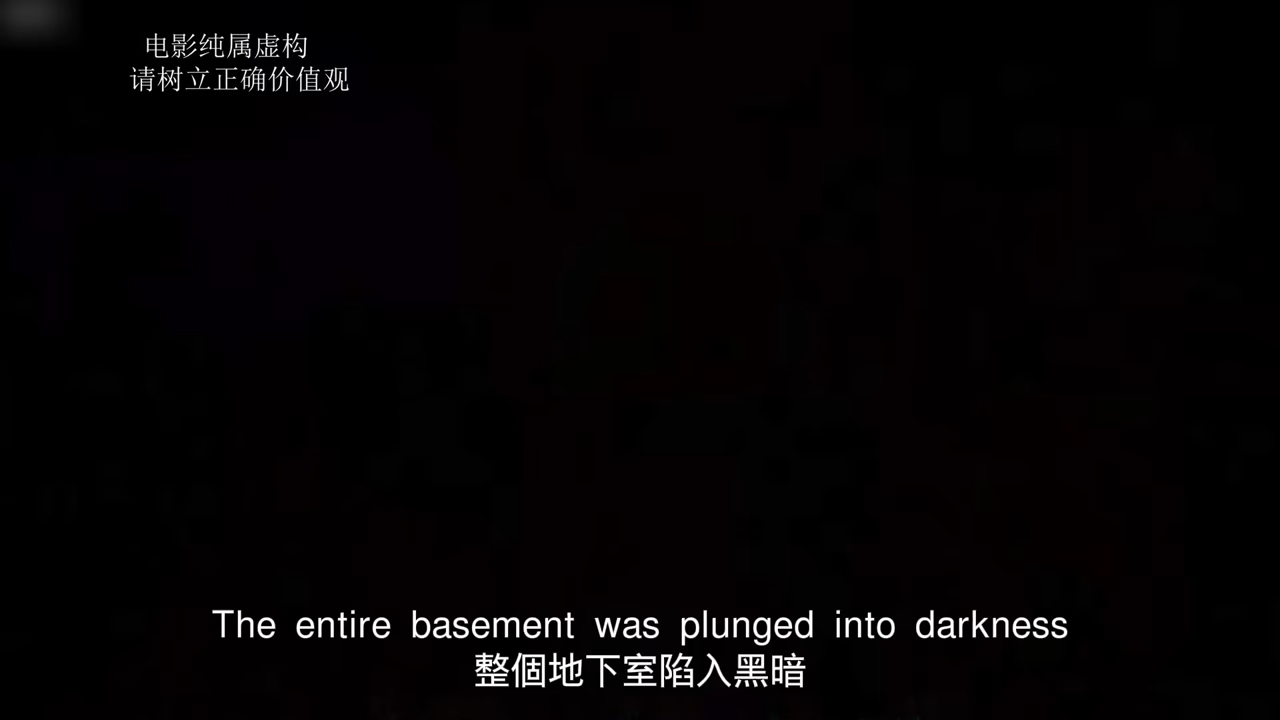 电影纯属虚构
请树立正确价值观
The entire basement was plunged into darkness
整個地下室陷入黑暗